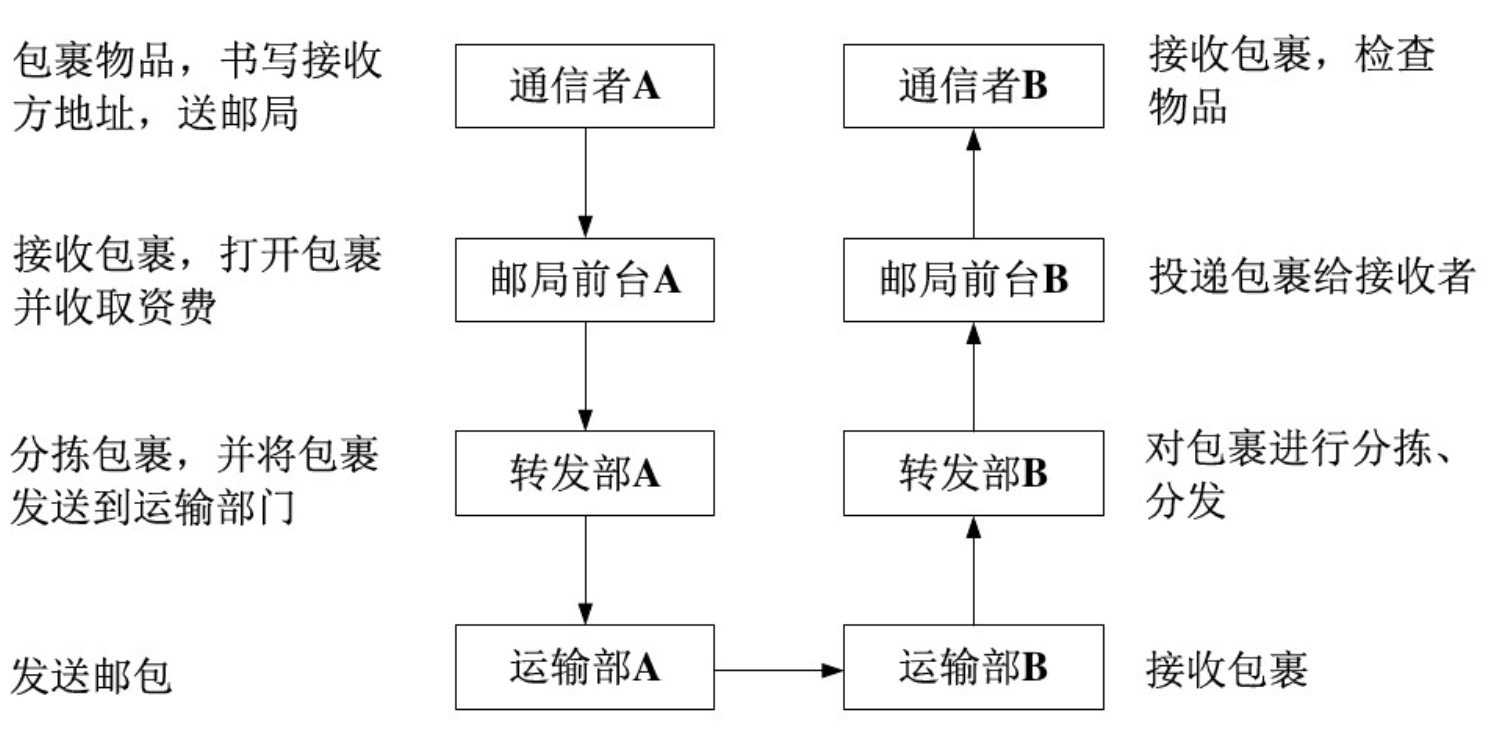 包裹物品，书写接收
方地址，送邮局
通信者A
通信者B
接收包裹，检查
物品
接收包裹，打开包裹
并收取资费
邮局前台A
邮局前台B
投递包裹给接收者
分拣包裹，并将包裹
发送到运输部门
转发部A
转发部B
对包裹进行分拣、
分发
发送邮包
运输部A
运输部B
接收包裹